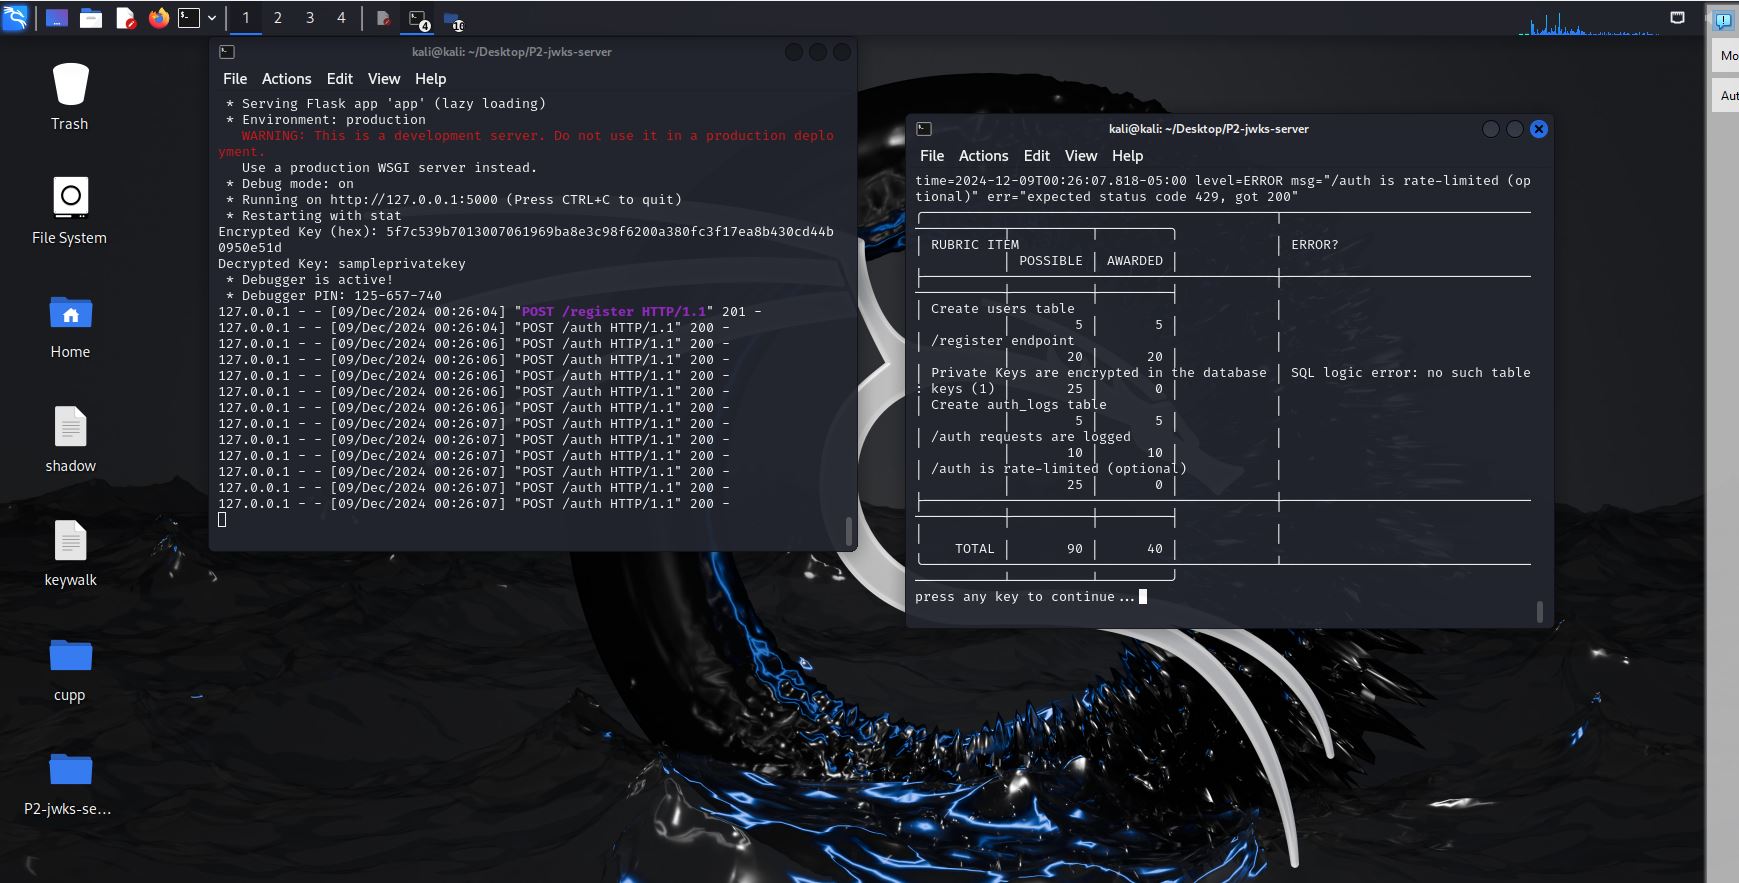 1 2 3 4
4
10
Trash
File System
Home
shadow
keywalk
cupp
P2-jwks-se...
kali@kali: ~/Desktop/P2-jwks-server
File Actions Edit View Help
* Serving Flask app 'app' (lazy loading)
* Environment: production
WARNING: This is a development server. Do not use it in a production deplo
yment.
Use a production WSGI server instead.
* Debug mode: on
* Running on http://127.0.0.1:5000 (Press CTRL+C to quit)
* Restarting with stat
Encrypted Key (hex): 5f7c539b7013007061969ba8e3c98f6200a380fc3f17ea8b430cd44b
0950e51d
Decrypted Key: sampleprivatekey
* Debugger is active!
* Debugger PIN: 125-657-740
127.0.0.1 - - [09/Dec/2024 00:26:04] "POST /register HTTP/1.1" 201 -
127.0.0.1 - - [09/Dec/2024 00:26:04] "POST /auth HTTP/1.1" 200 -
127.0.0.1 - - [09/Dec/2024 00:26:06] "POST /auth HTTP/1.1" 200 -
127.0.0.1 - - [09/Dec/2024 00:26:06] "POST /auth HTTP/1.1" 200 -
127.0.0.1 - - [09/Dec/2024 00:26:06] "POST /auth HTTP/1.1" 200 -
127.0.0.1 - - [09/Dec/2024 00:26:06] "POST /auth HTTP/1.1" 200 -
127.0.0.1 - - [09/Dec/2024 00:26:06] "POST /auth HTTP/1.1" 200 -
127.0.0.1 - - [09/Dec/2024 00:26:07] "POST /auth HTTP/1.1" 200 -
127.0.0.1 - - [09/Dec/2024 00:26:07] "POST /auth HTTP/1.1" 200 -
127.0.0.1 - - [09/Dec/2024 00:26:07] "POST /auth HTTP/1.1" 200 -
127.0.0.1 - - [09/Dec/2024 00:26:07] "POST /auth HTTP/1.1" 200 -
127.0.0.1 - - [09/Dec/2024 00:26:07] "POST /auth HTTP/1.1" 200 -
127.0.0.1 - - [09/Dec/2024 00:26:07] "POST /auth HTTP/1.1" 200 -
kali@kali: ~/Desktop/P2-jwks-server
File Actions Edit View Help
time=2024-12-09T00:26:07.818-05:00 level=ERROR msg="/auth is rate-limited (op
tional)" err="expected status code 429, got 200"
RUBRIC ITEM ERROR?
POSSIBLE AWARDED
Create users table
5 5
/register endpoint
20 20
Private Keys are encrypted in the database SQL logic error: no such table
: keys (1) 25 0
Create auth_logs table
5 5
/auth requests are logged
10 10
/auth is rate-limited (optional)
25 0
TOTAL 90 40
press any key to continue...
Mo
Aut